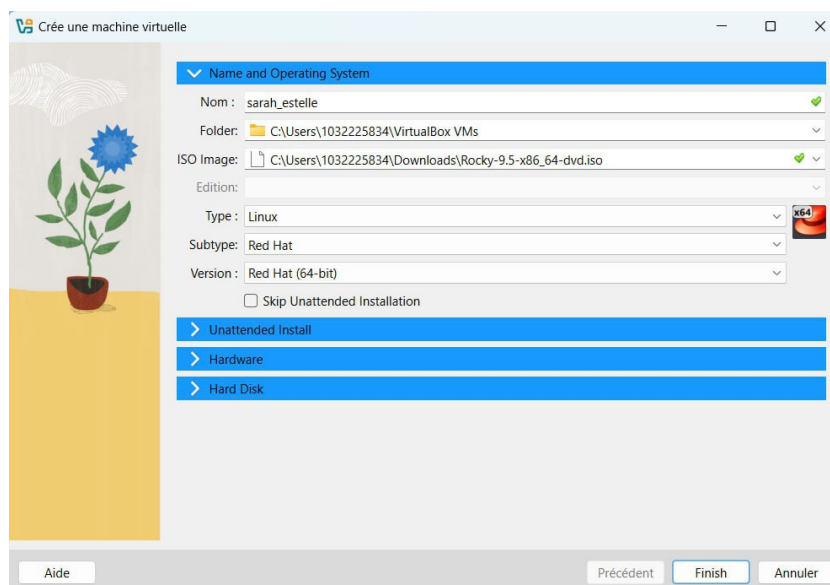 Crée une machine virtuelle
Name and Operating System
Nom : sarah_estelle
Folder: C:\Users\1032225834\VirtualBox VMs
ISO Image: C:\Users\1032225834\Downloads\Rocky-9.5-x86_64-dvd.iso
Edition:
Type : Linux
x64
Subtype: Red Hat
Version : Red Hat (64-bit)
Skip Unattended Installation
Unattended Install
Hardware
Hard Disk
Aide Précédent Finish Annuler